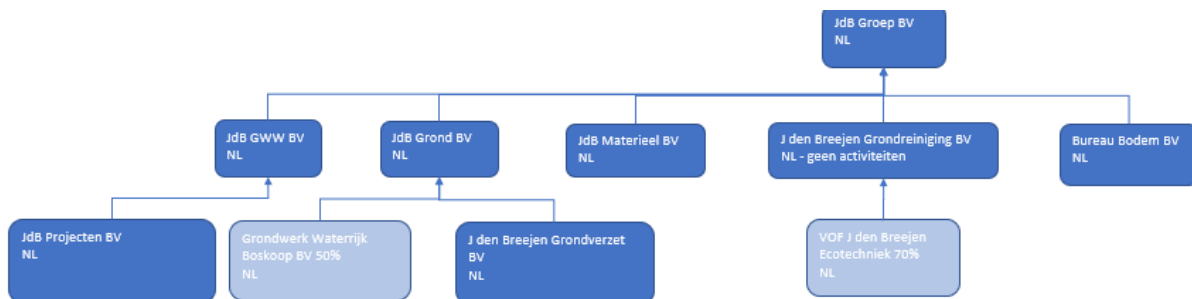 JdB Groep BV
NL
JdB GWW BV
NL
JdB Grond BV
NL
JdB Materieel BV
NL
J den Breejen Grondreiniging BV
NL - geen activiteiten
Bureau Bodem BV
NL
JdB Projecten BV
NL
Grondwerk Waterrijk
Boskoop BV 50%
NL
J den Breejen Grondverzet
BV
NL
VOF J den Breejen
Ecotechniek 70%
NL